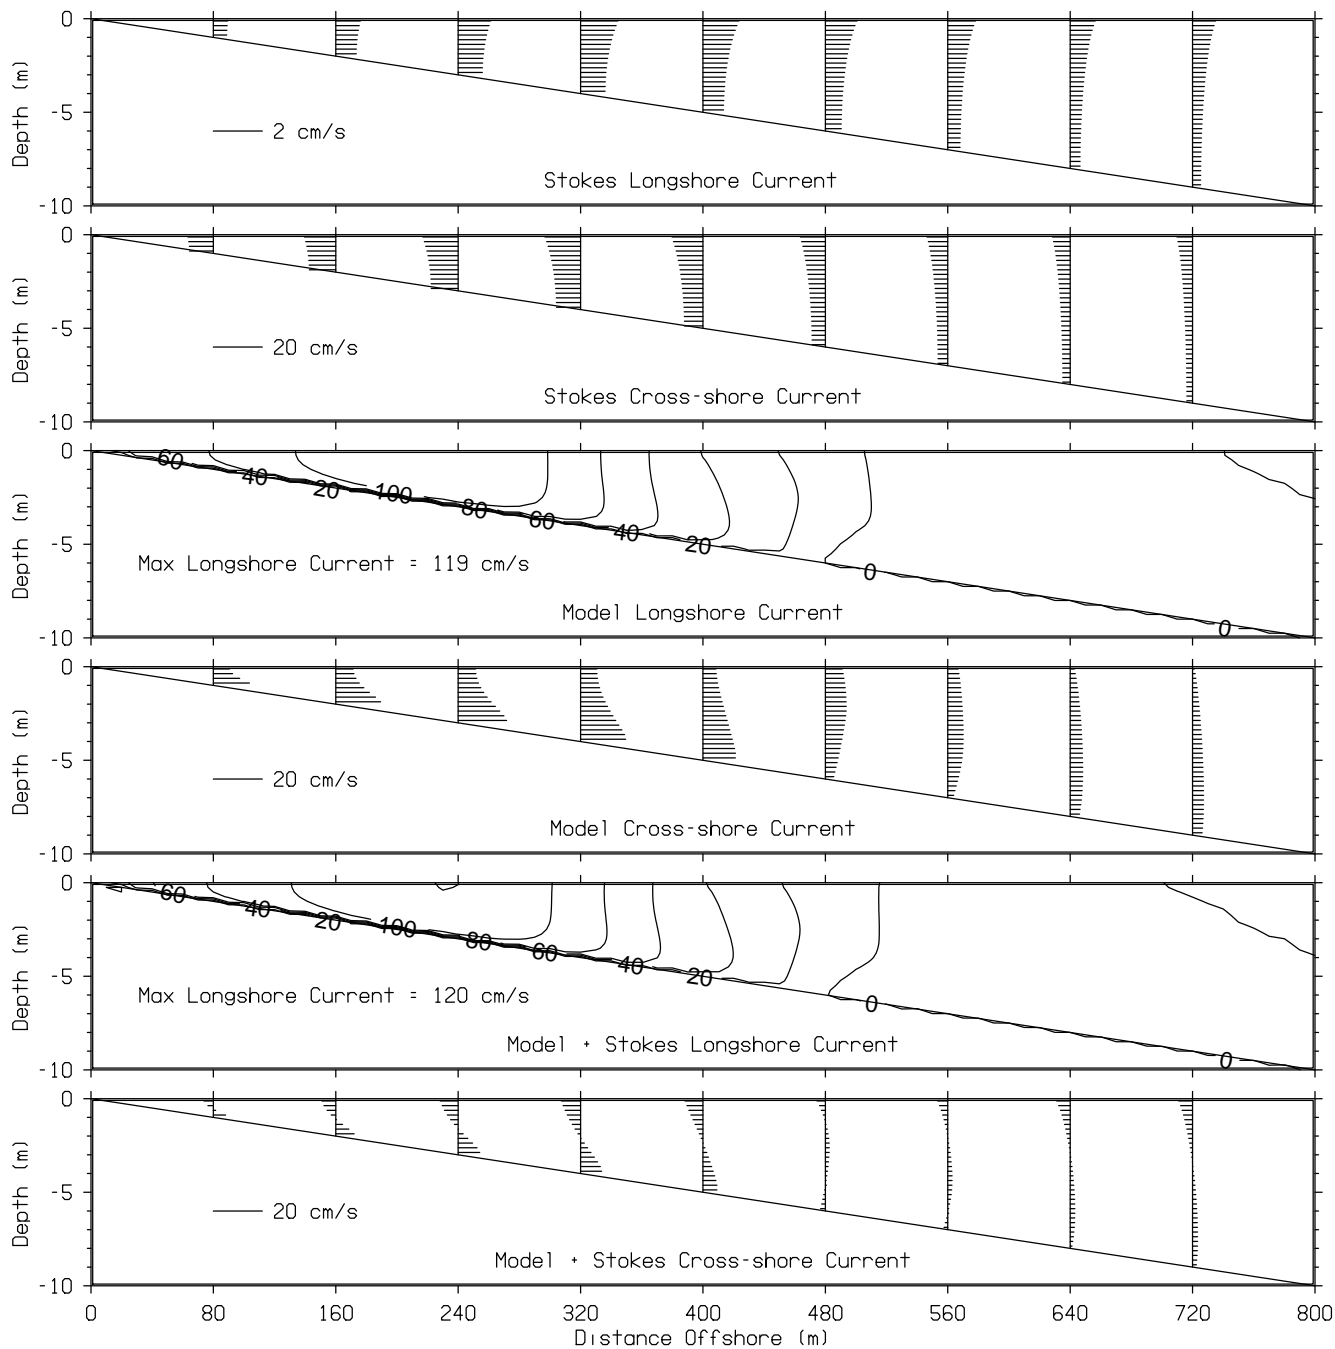 0
Depth (m)
-5
2 cm/s
Stokes Longshore Current
-10
0
Depth (m)
-5
20 cm/s
Stokes Cross-shore Current
-10
0
60
40
20
100
80
60
40
20
Depth (m)
-5
Max Longshore Current = 119 cm/s
0
Model Longshore Current
0
-10
0
Depth (m)
-5
20 cm/s
Model Cross-shore Current
-10
0
60
40
20
100
80
60
40
20
Depth (m)
-5
Max Longshore Current = 120 cm/s
0
Model + Stokes Longshore Current
0
-10
0
Depth (m)
-5
20 cm/s
Model + Stokes Cross-shore Current
-10
0 80 160 240 320 400 480 560 640 720 800
Distance Offshore (m)